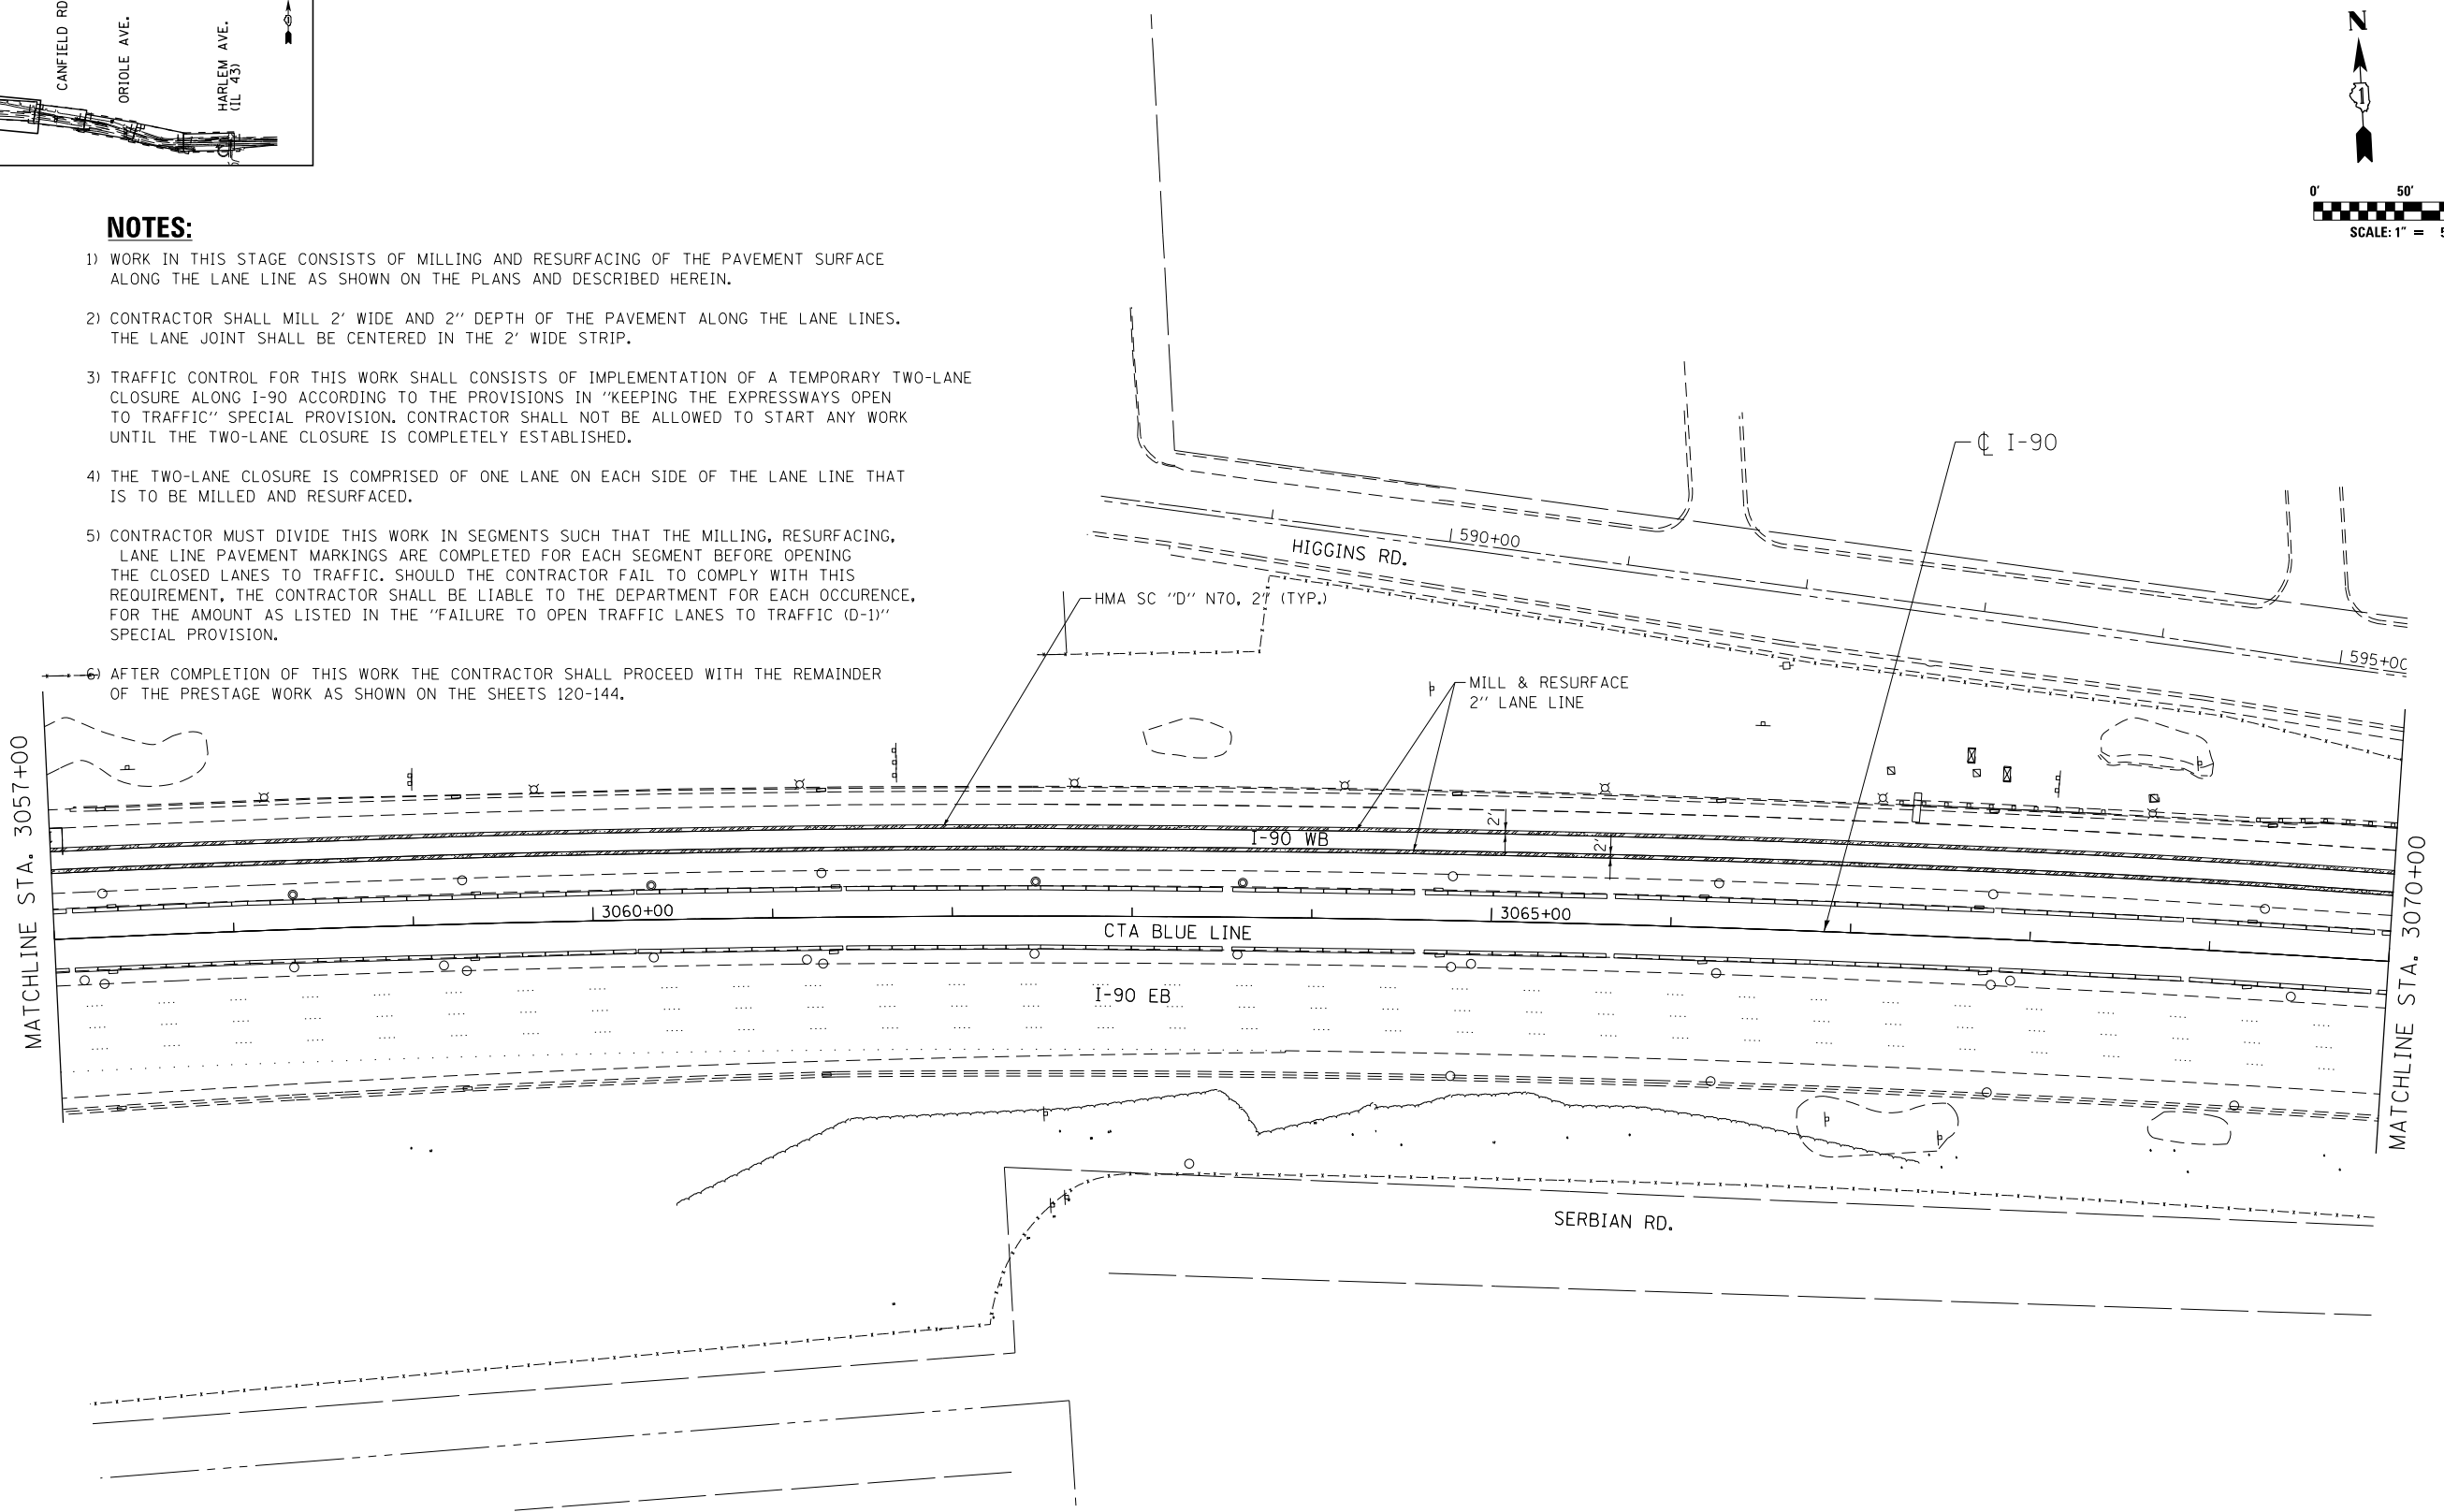 CANFIELD RD
ORIOLE AVE.
HARLEM AVE.
(IL 43)
N
1
0' 50'
SCALE: 1" =
NOTES:
1) WORK IN THIS STAGE CONSISTS OF MILLING AND RESURFACING OF THE PAVEMENT SURFACE
ALONG THE LANE LINE AS SHOWN ON THE PLANS AND DESCRIBED HEREIN.
2) CONTRACTOR SHALL MILL 2' WIDE AND 2" DEPTH OF THE PAVEMENT ALONG THE LANE LINES.
THE LANE JOINT SHALL BE CENTERED IN THE 2' WIDE STRIP.
3) TRAFFIC CONTROL FOR THIS WORK SHALL CONSISTS OF IMPLEMENTATION OF A TEMPORARY TWO-LANE
CLOSURE ALONG I-90 ACCORDING TO THE PROVISIONS IN "KEEPING THE EXPRESSWAYS OPEN
TO TRAFFIC" SPECIAL PROVISION. CONTRACTOR SHALL NOT BE ALLOWED TO START ANY WORK
UNTIL THE TWO-LANE CLOSURE IS COMPLETELY ESTABLISHED.
4) THE TWO-LANE CLOSURE IS COMPRISED OF ONE LANE ON EACH SIDE OF THE LANE LINE THAT
IS TO BE MILLED AND RESURFACED.
5) CONTRACTOR MUST DIVIDE THIS WORK IN SEGMENTS SUCH THAT THE MILLING, RESURFACING,
LANE LINE PAVEMENT MARKINGS ARE COMPLETED FOR EACH SEGMENT BEFORE OPENING
THE CLOSED LANES TO TRAFFIC. SHOULD THE CONTRACTOR FAIL TO COMPLY WITH THIS
REQUIREMENT, THE CONTRACTOR SHALL BE LIABLE TO THE DEPARTMENT FOR EACH OCCURENCE,
FOR THE AMOUNT AS LISTED IN THE "FAILURE TO OPEN TRAFFIC LANES TO TRAFFIC (D-1)"
SPECIAL PROVISION.
6) AFTER COMPLETION OF THIS WORK THE CONTRACTOR SHALL PROCEED WITH THE REMAINDER
OF THE PRESTAGE WORK AS SHOWN ON THE SHEETS 120-144.
℄ I-90
590+00
HIGGINS RD.
595+00
HMA SC "D" N70, 2" (TYP.)
MILL & RESURFACE
2" LANE LINE
MATCHLINE STA. 3057+00
2'
I-90 WB
2'
3060+00
3065+00
CTA BLUE LINE
I-90 EB
MATCHLINE STA. 3070+00
SERBIAN RD.